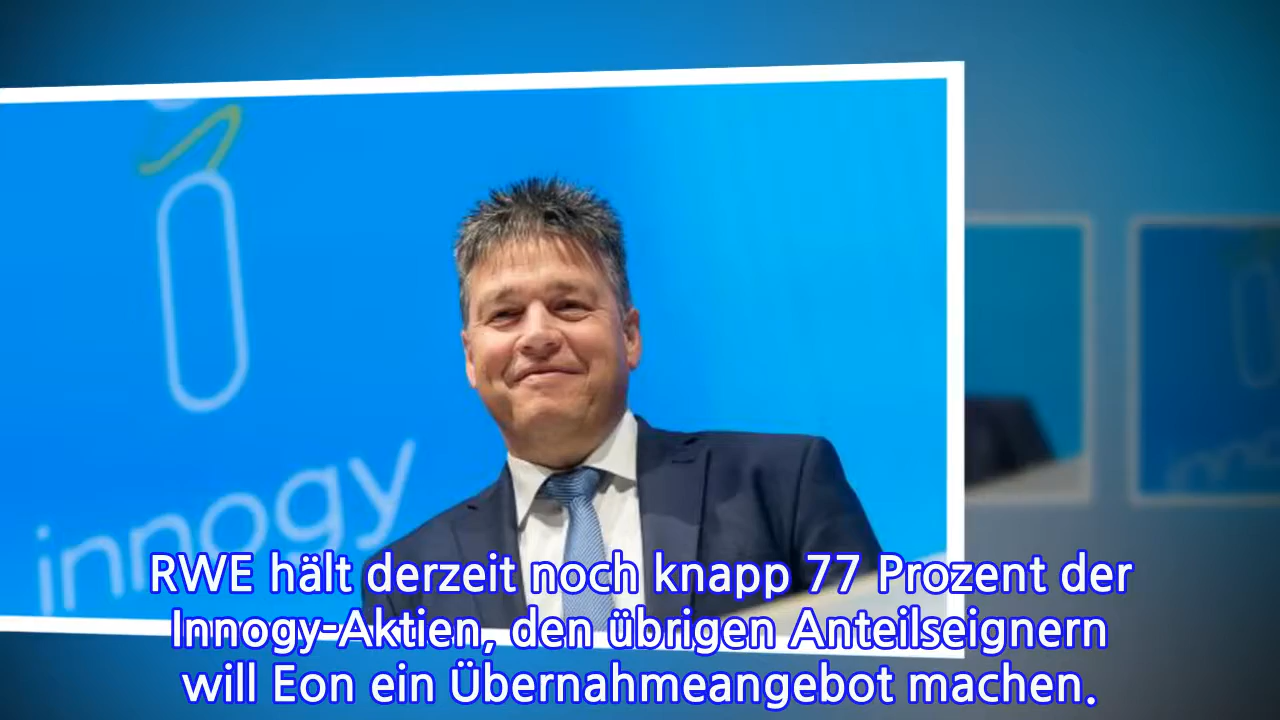 innogy
RWE hält derzeit noch knapp 77 Prozent der
Innogy-Aktien, den übrigen Anteilseignern
will Eon ein Übernahmeangebot machen.